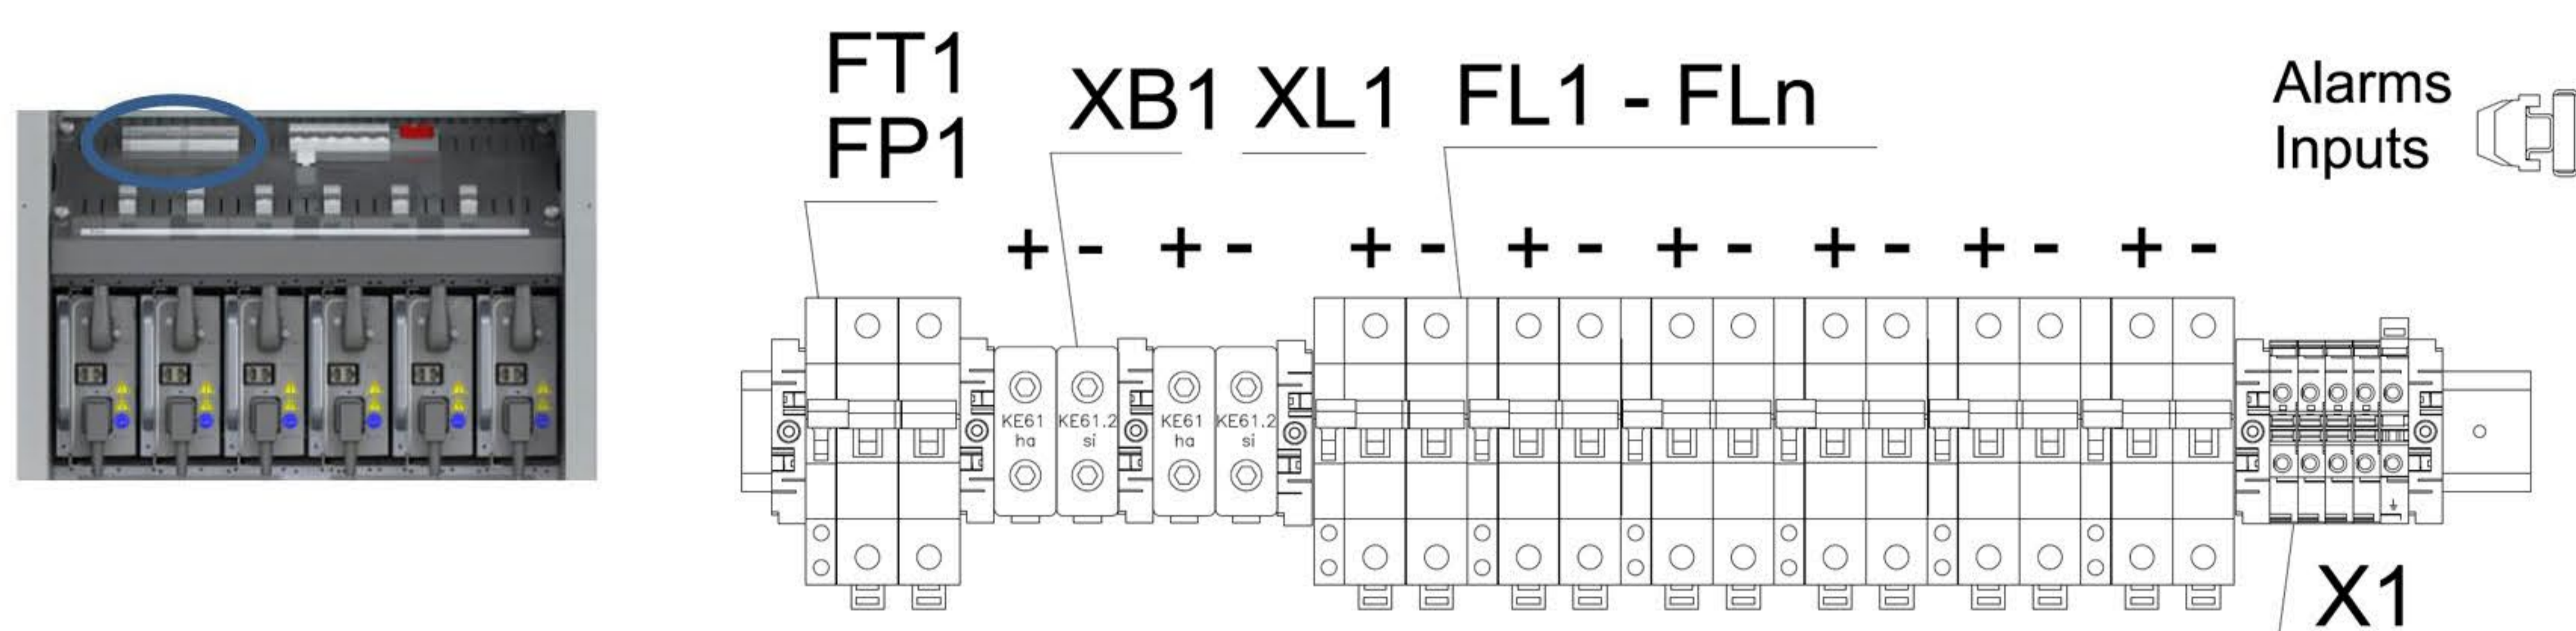 FT1
FP1
XB1 XL1 FL1 - FLn
Alarms
Inputs
+ - + - + - + - + - + - + - + -
KE61 KE61.2 KE61 KE61.2
ha si ha si
X1